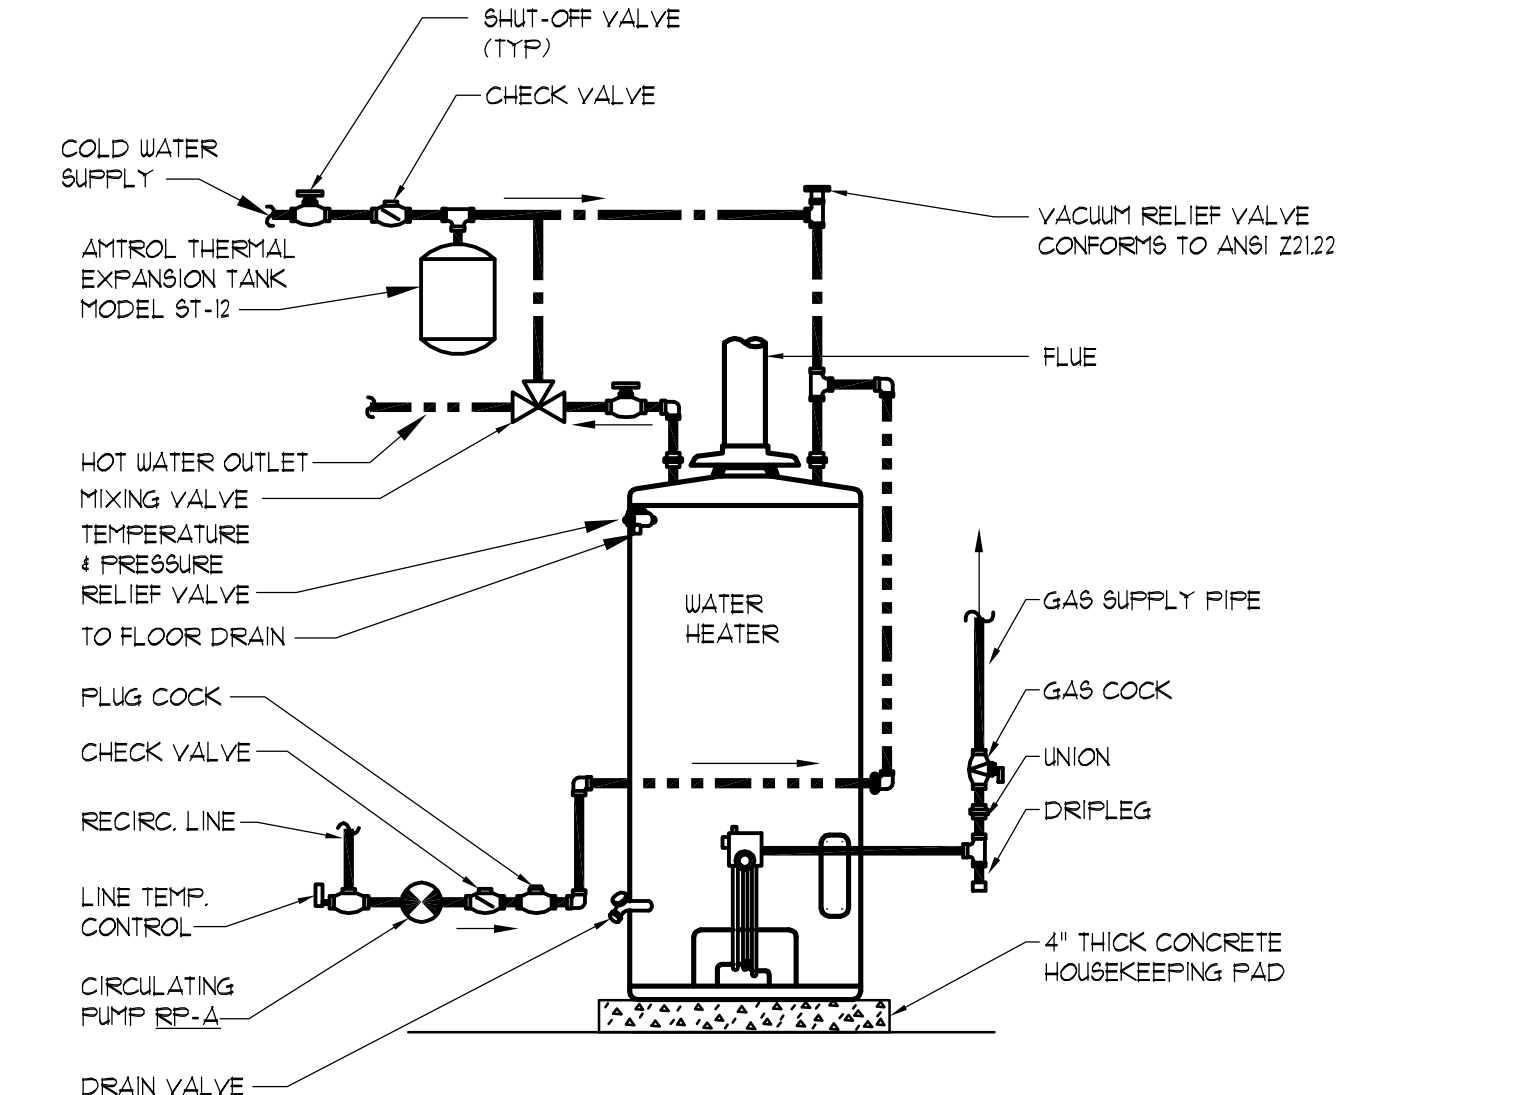 SHUT-OFF VALVE
(TYP)
CHECK VALVE
COLD WATER
SUPPLY
VACUUM RELIEF VALVE
CONFORMS TO ANSI Z21.22
AMTROL THERMAL
EXPANSION TANK
MODEL ST-12
FLUE
HOT WATER OUTLET
MIXING VALVE
TEMPERATURE
& PRESSURE
RELIEF VALVE
TO FLOOR DRAIN
WATER
HEATER
GAS SUPPLY PIPE
PLUG COCK
GAS COCK
CHECK VALVE
UNION
RECIRC. LINE
DRIPLEG
LINE TEMP.
CONTROL
4" THICK CONCRETE
HOUSEKEEPING PAD
CIRCULATING
PUMP RP-A
DRAIN VALVE